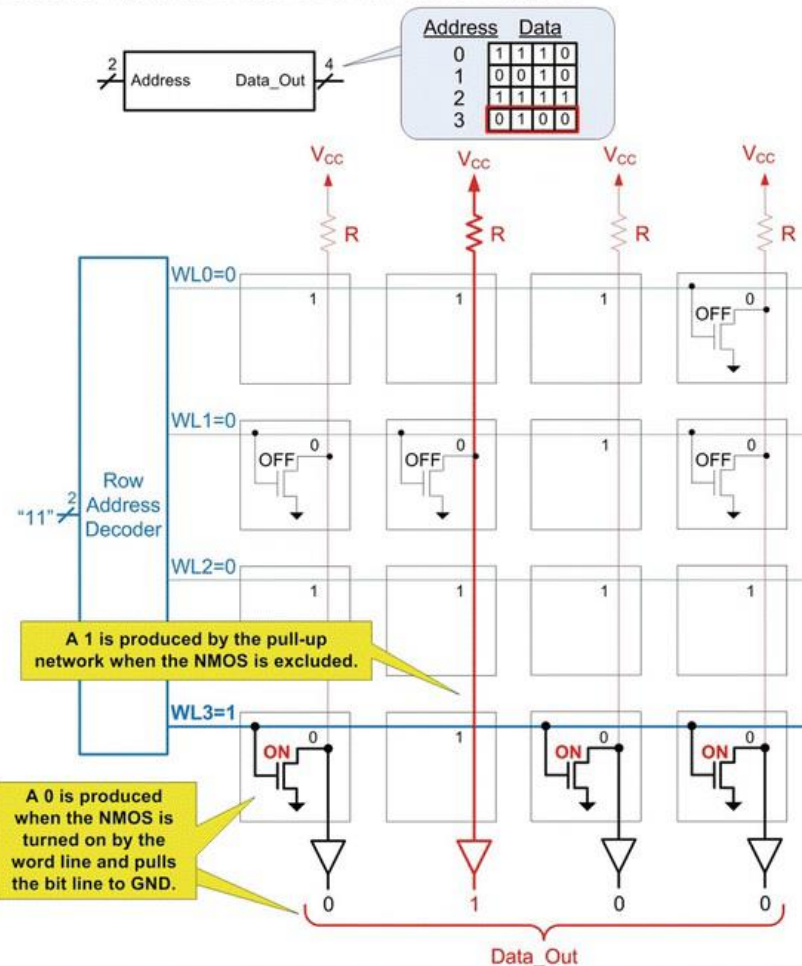 Address Data
0 1 1 1 0
1 0 0 1 0
2 1 1 1 1
3 0 1 0 0
2 Address Data_Out 4
VCC VCC VCC VCC
R R R R
WL0=0
1 1 1 0
OFF
WL1=0
0 0 1 0
OFF OFF OFF
Row
Address
Decoder
"11" 2
WL2=0
1 1 1 1
A 1 is produced by the pull-up
network when the NMOS is excluded.
WL3=1
0 1 0 0
ON ON ON
A 0 is produced
when the NMOS is
turned on by the
word line and pulls
the bit line to GND.
0 1 0 0
Data_Out